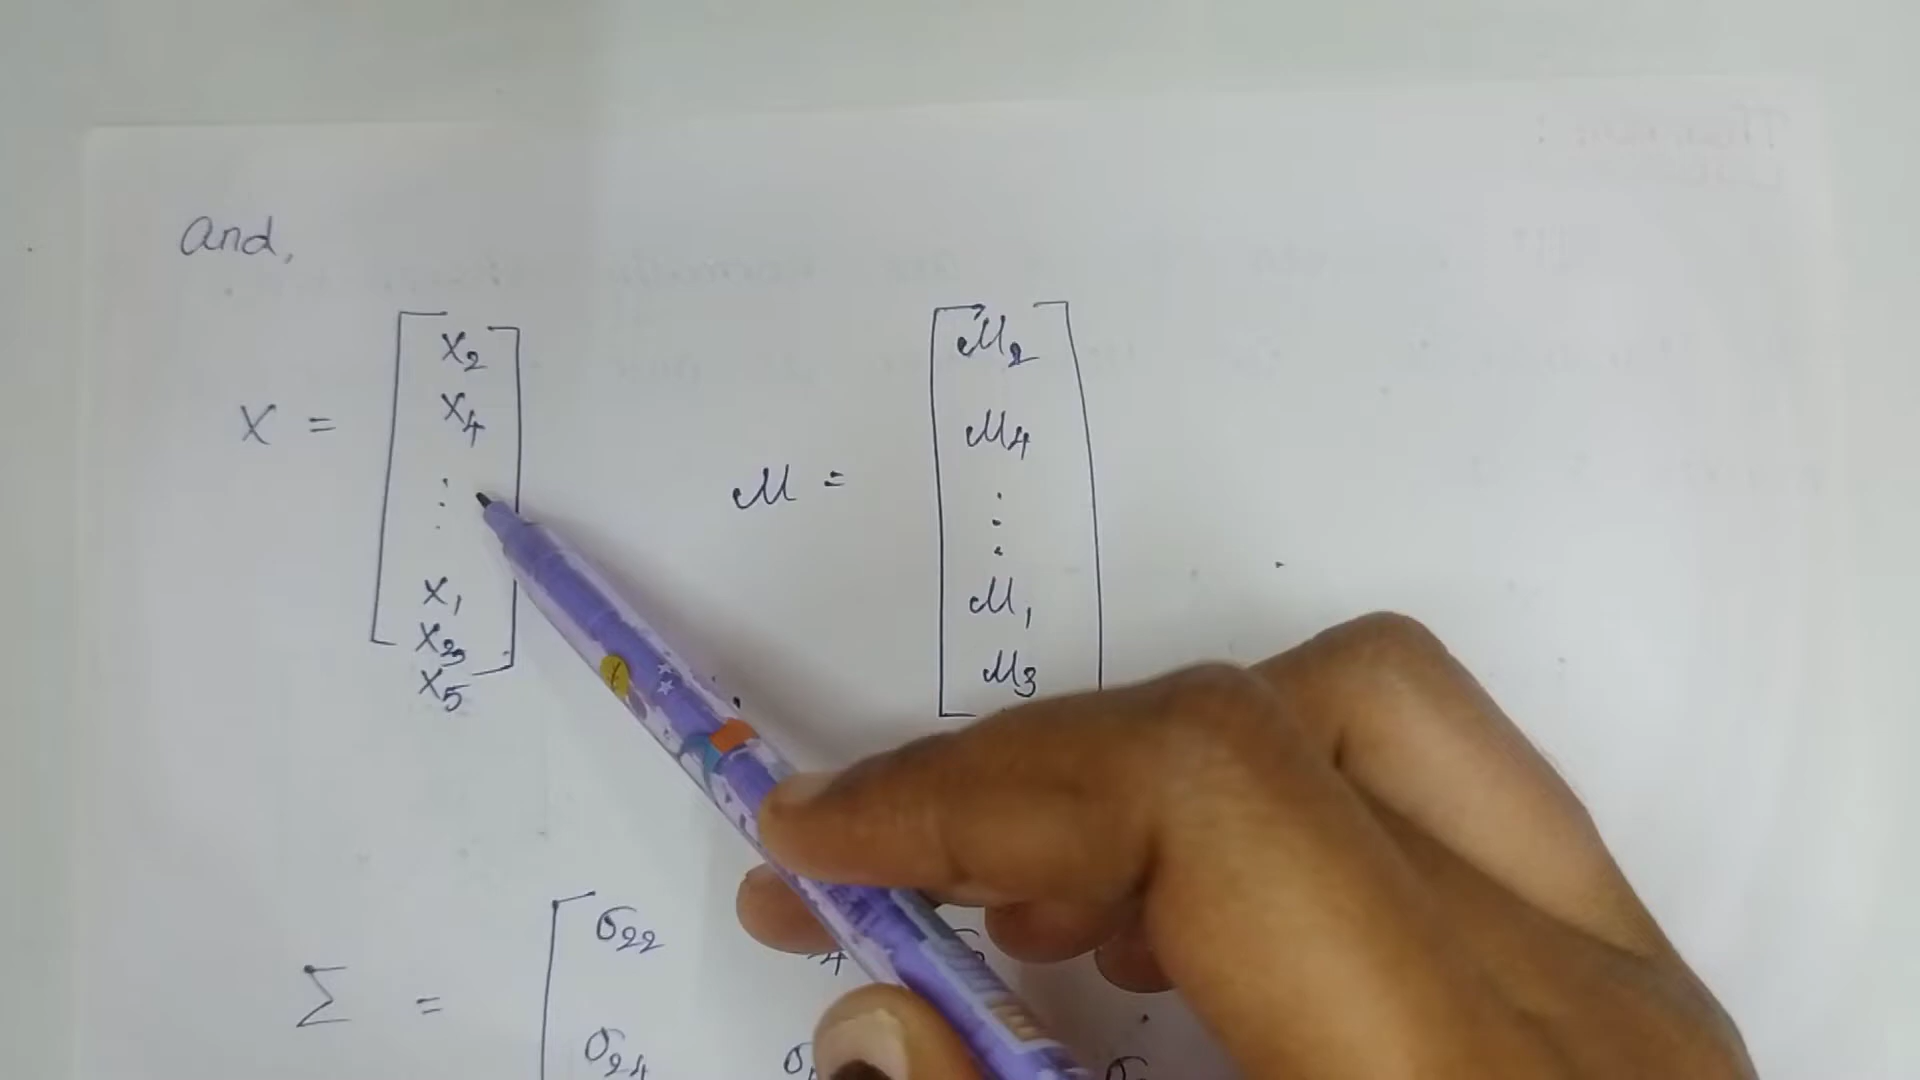 And,
X = [ X2
X4
⋮
X1
X3
X5 ]
μ = [ μ2
μ4
⋮
μ1
μ3 ]
Σ = [ σ22
σ24